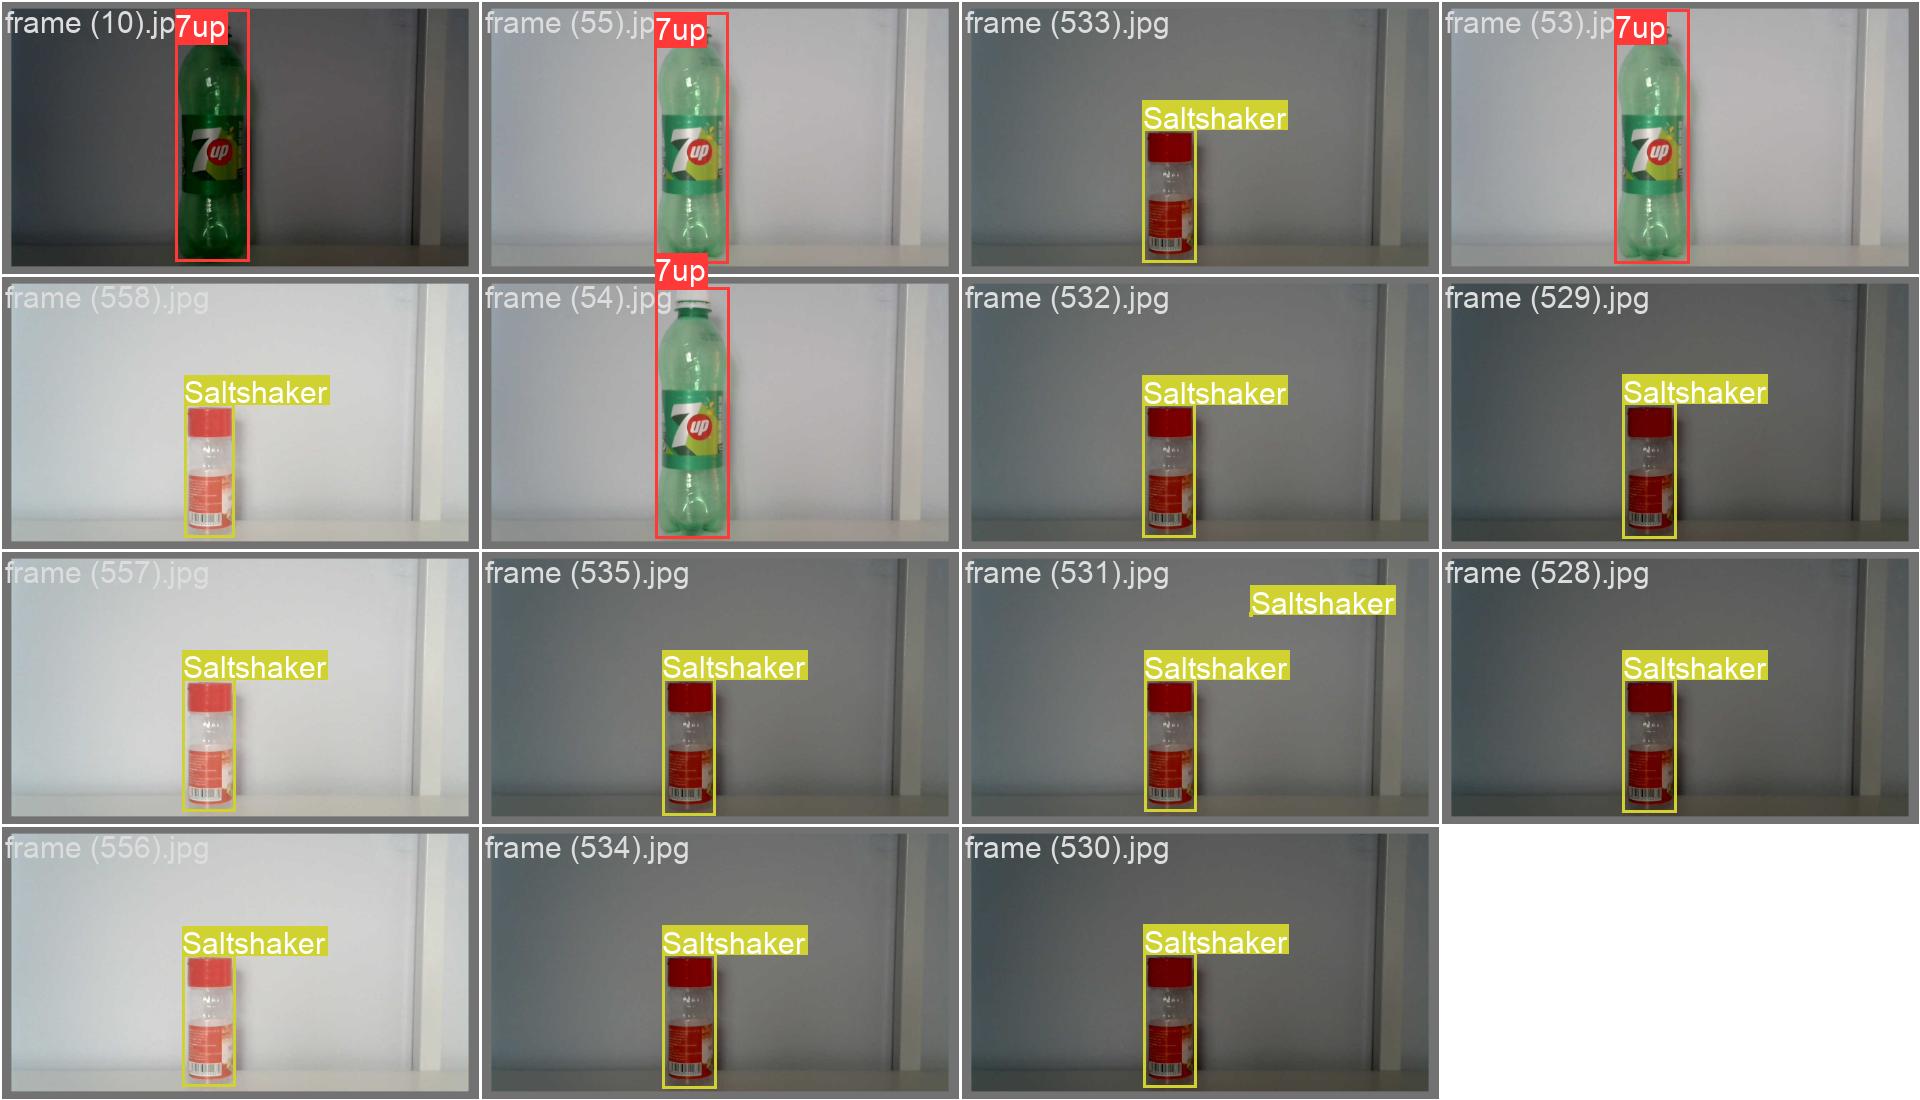 frame (10).jp
7up
7up
frame (55).jp
7up
7up
frame (533).jpg
Saltshaker
frame (53).jp
7up
7up
frame (558).jpg
Saltshaker
frame (54).jpg
7up
7up
frame (532).jpg
Saltshaker
frame (529).jpg
Saltshaker
frame (557).jpg
Saltshaker
frame (535).jpg
Saltshaker
frame (531).jpg
Saltshaker
Saltshaker
frame (528).jpg
Saltshaker
frame (556).jpg
Saltshaker
frame (534).jpg
Saltshaker
frame (530).jpg
Saltshaker